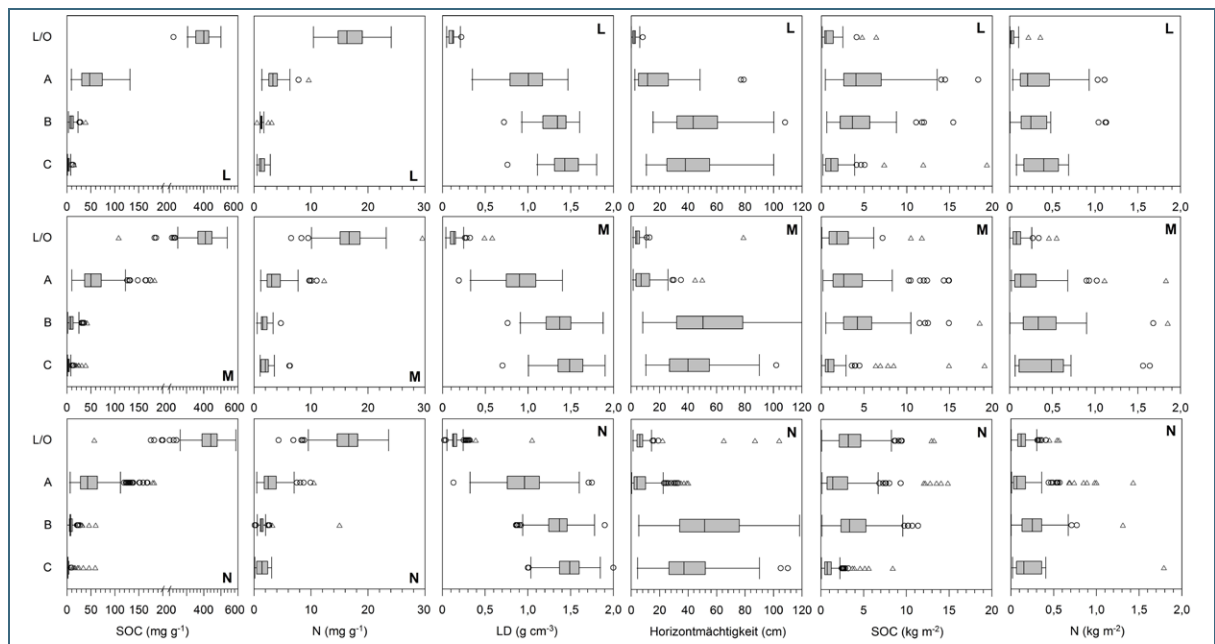 L/O L L L L
A
B
C L L
0 50 100 150 200 400 600 0 10 20 30 0 0,5 1,0 1,5 2,0 0 20 40 60 80 100 120 0 5 10 15 20 0 0,5 1,0 1,5 2,0
L/O M M M M
A
B
C M M
0 50 100 150 200 400 600 0 10 20 30 0 0,5 1,0 1,5 2,0 0 20 40 60 80 100 120 0 5 10 15 20 0 0,5 1,0 1,5 2,0
L/O N N N N
A
B
C N N
0 50 100 150 200 400 600 0 10 20 30 0 0,5 1,0 1,5 2,0 0 20 40 60 80 100 120 0 5 10 15 20 0 0,5 1,0 1,5 2,0
SOC (mg g⁻¹) N (mg g⁻¹) LD (g cm⁻³) Horizontmächtigkeit (cm) SOC (kg m⁻²) N (kg m⁻²)